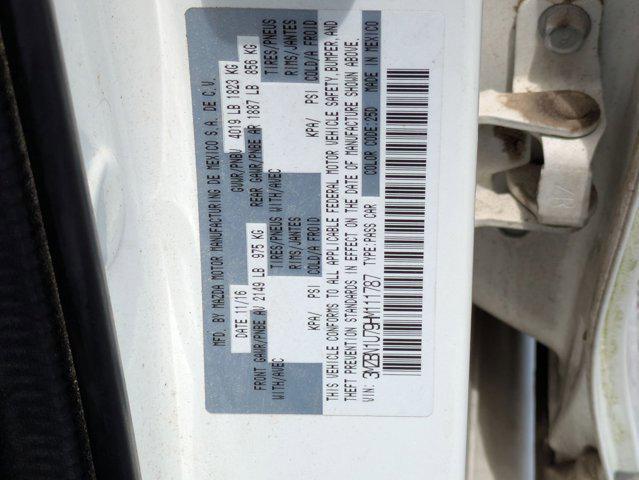 MFD. BY MAZDA MOTOR MANUFACTURING DE MEXICO S.A. DE C.V.
DATE 11/16 GVWR/PNBV 4019 LB 1823 KG
FRONT GAWR/PNBE AV 2149 LB 975 KG REAR GAWR/PNBE AR 1887 LB 856 KG
WITH/AVEC TIRES/PNEUS WITH/AVEC TIRES/PNEUS
RIMS/JANTES RIMS/JANTES
KPA/ PSI COLD/A FROID KPA/ PSI COLD/A FROID
THIS VEHICLE CONFORMS TO ALL APPLICABLE FEDERAL MOTOR VEHICLE SAFETY, BUMPER, AND
THEFT PREVENTION STANDARDS IN EFFECT ON THE DATE OF MANUFACTURE SHOWN ABOVE.
VIN: 3MZBN1U79HM111787 TYPE:PASS CAR COLOR CODE:25D MADE IN MEXICO